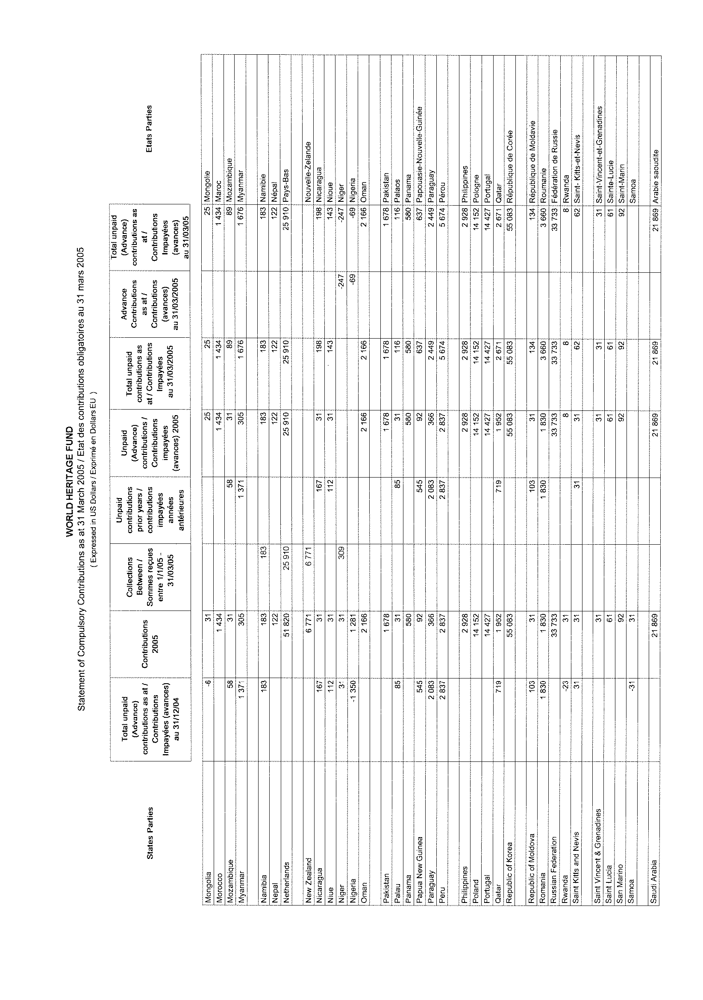 WORLD HERITAGE FUND
Statement of Compulsory Contributions as at 31 March 2005 / Etat des contributions obligatoires au 31 mars 2005
( Expressed in US Dollars / Exprimé en Dollars EU )
States Parties
Total unpaid
(Advance)
contributions as at /
Contributions
Impayées (avances)
au 31/12/04
Contributions
2005
Collections
Between /
Sommes reçues
entre 1/1/05 -
31/03/05
Unpaid
contributions
prior years /
contributions
impayées
années
antérieures
Unpaid
(Advance)
contributions /
Contributions
impayées
(avances) 2005
Total unpaid
contributions as
at / Contributions
Impayées
au 31/03/2005
Advance
Contributions
as at /
Contributions
(avances)
au 31/03/2005
Total unpaid
(Advance)
contributions as
at /
Contributions
Impayées
(avances)
au 31/03/05
Etats Parties
Mongolia -6 31 25 25 25 Mongolie
Morocco 1 434 1 434 1 434 1 434 Maroc
Mozambique 58 31 58 31 89 89 Mozambique
Myanmar 1 371 305 1 371 305 1 676 1 676 Myanmar
Namibia 183 183 183 183 183 183 Namibie
Nepal 122 122 122 122 Népal
Netherlands 51 820 25 910 25 910 25 910 25 910 Pays-Bas
New Zealand 6 771 6 771 Nouvelle-Zelande
Nicaragua 167 31 167 31 198 198 Nicaragua
Niue 112 31 112 31 143 143 Nioue
Niger 31 31 309 -247 -247 Niger
Nigeria -1 350 1 281 -69 -69 Nigeria
Oman 2 166 2 166 2 166 2 166 Oman
Pakistan 1 678 1 678 1 678 1 678 Pakistan
Palau 85 31 85 31 116 116 Palaos
Panama 580 580 580 580 Panama
Papua New Guinea 545 92 545 92 637 637 Papouasie-Nouvelle-Guinée
Paraguay 2 083 366 2 083 366 2 449 2 449 Paraguay
Peru 2 837 2 837 2 837 2 837 5 674 5 674 Pérou
Philippines 2 928 2 928 2 928 2 928 Philippines
Poland 14 152 14 152 14 152 14 152 Pologne
Portugal 14 427 14 427 14 427 14 427 Portugal
Qatar 719 1 952 719 1 952 2 671 2 671 Qatar
Republic of Korea 55 083 55 083 55 083 55 083 République de Corée
Republic of Moldova 103 31 103 31 134 134 République de Moldavie
Romania 1 830 1 830 1 830 1 830 3 660 3 660 Roumanie
Russian Federation 33 733 33 733 33 733 33 733 Fédération de Russie
Rwanda -23 31 8 8 8 Rwanda
Saint Kitts and Nevis 31 31 31 31 62 62 Saint- Kitts-et-Nevis
Saint Vincent & Grenadines 31 31 31 31 Saint-Vincent-et-Grenadines
Saint Lucia 61 61 61 61 Sainte-Lucie
San Marino 92 92 92 92 Saint-Marin
Samoa -31 31 Samoa
Saudi Arabia 21 869 21 869 21 869 21 869 Arabie saoudite